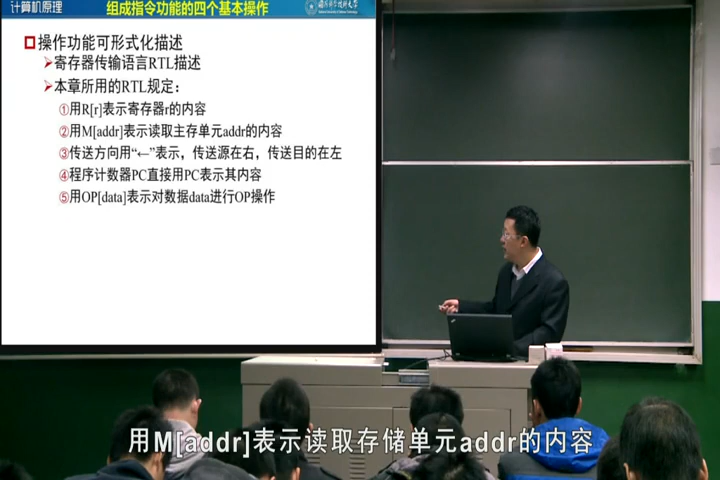 计算机原理
组成指令功能的四个基本操作
国防科学技术大学
操作功能可形式化描述
寄存器传输语言RTL描述
本章所用的RTL规定：
①用R[r]表示寄存器r的内容
②用M[addr]表示读取主存单元addr的内容
③传送方向用“←”表示，传送源在右，传送目的在左
④程序计数器PC直接用PC表示其内容
⑤用OP[data]表示对数据data进行OP操作
用M[addr]表示读取存储单元addr的内容